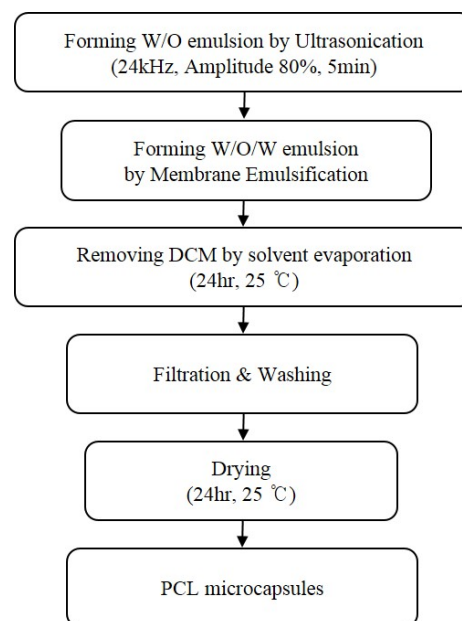 Forming W/O emulsion by Ultrasonication
(24kHz, Amplitude 80%, 5min)
Forming W/O/W emulsion
by Membrane Emulsification
Removing DCM by solvent evaporation
(24hr, 25 ℃)
Filtration & Washing
Drying
(24hr, 25 ℃)
PCL microcapsules